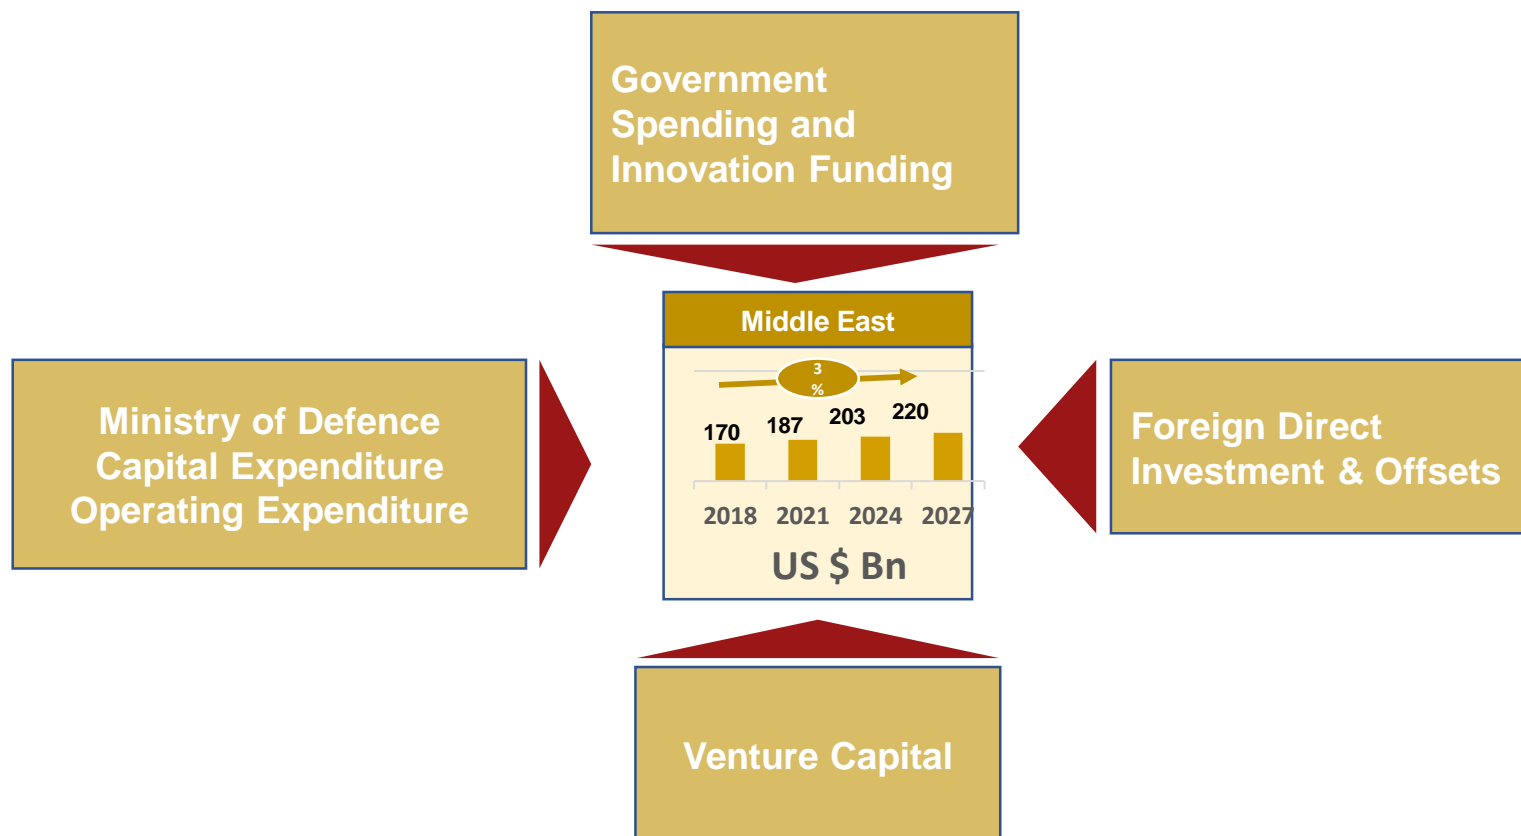 Government
Spending and
Innovation Funding
Middle East
3
%
170 187 203 220
2018 2021 2024 2027
US $ Bn
Ministry of Defence
Capital Expenditure
Operating Expenditure
Foreign Direct
Investment & Offsets
Venture Capital